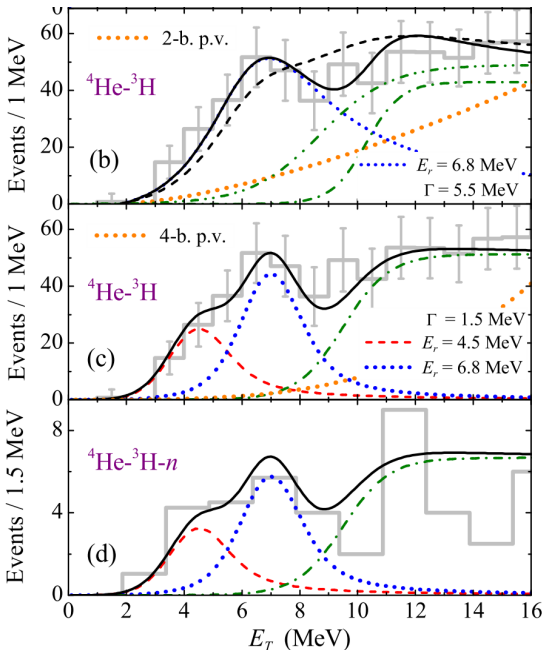 60
40
20
0
Events / 1 MeV
2-b. p.v.
⁴He-³H
(b)
E_r = 6.8 MeV
Γ = 5.5 MeV
60
40
20
0
Events / 1 MeV
4-b. p.v.
⁴He-³H
(c)
Γ = 1.5 MeV
E_r = 4.5 MeV
E_r = 6.8 MeV
8
4
0
Events / 1.5 MeV
⁴He-³H-n
(d)
0 2 4 6 8 10 12 14 16
E_T (MeV)